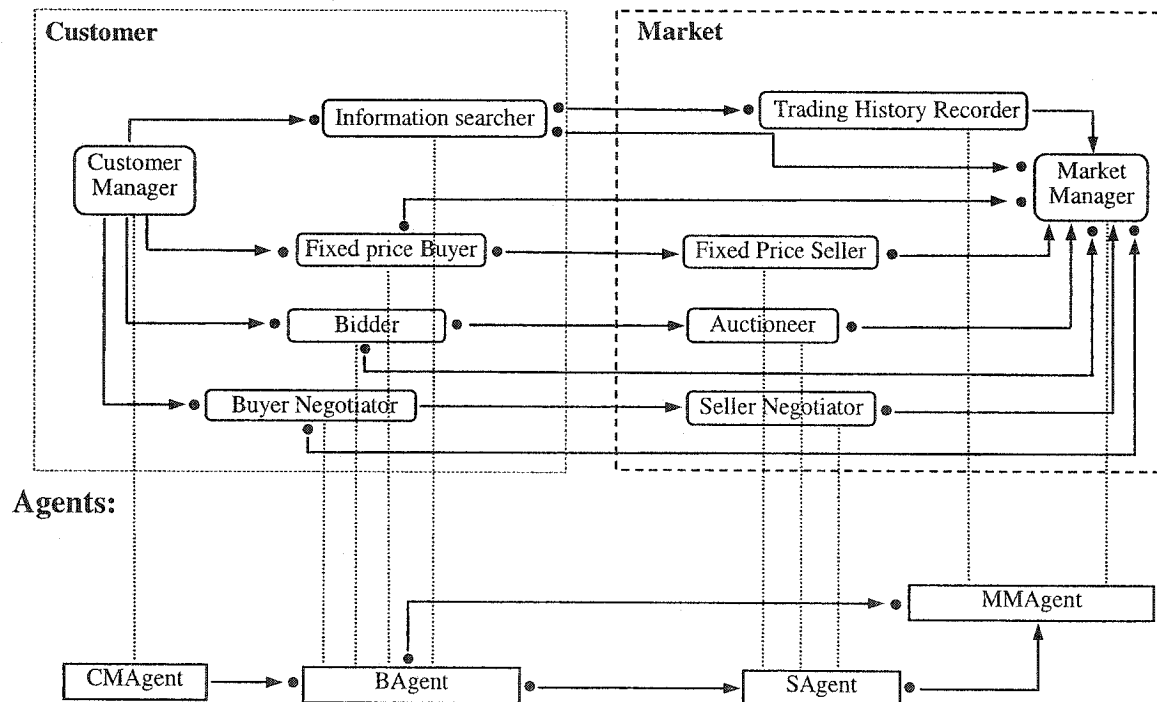 Customer
Market
Information searcher
Trading History Recorder
Customer
Manager
Market
Manager
Fixed price Buyer
Fixed Price Seller
Bidder
Auctioneer
Buyer Negotiator
Seller Negotiator
Agents:
MMAgent
CMAgent
BAgent
SAgent